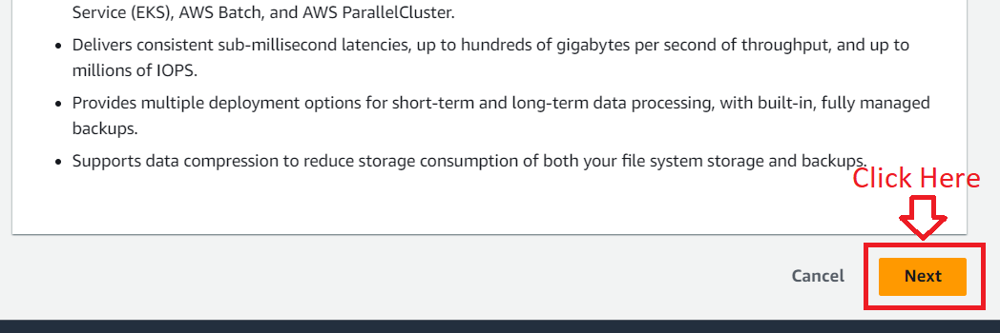 Service (EKS), AWS Batch, and AWS ParallelCluster.
• Delivers consistent sub-millisecond latencies, up to hundreds of gigabytes per second of throughput, and up to
millions of IOPS.
• Provides multiple deployment options for short-term and long-term data processing, with built-in, fully managed
backups.
• Supports data compression to reduce storage consumption of both your file system storage and backups.
Click Here
Cancel Next